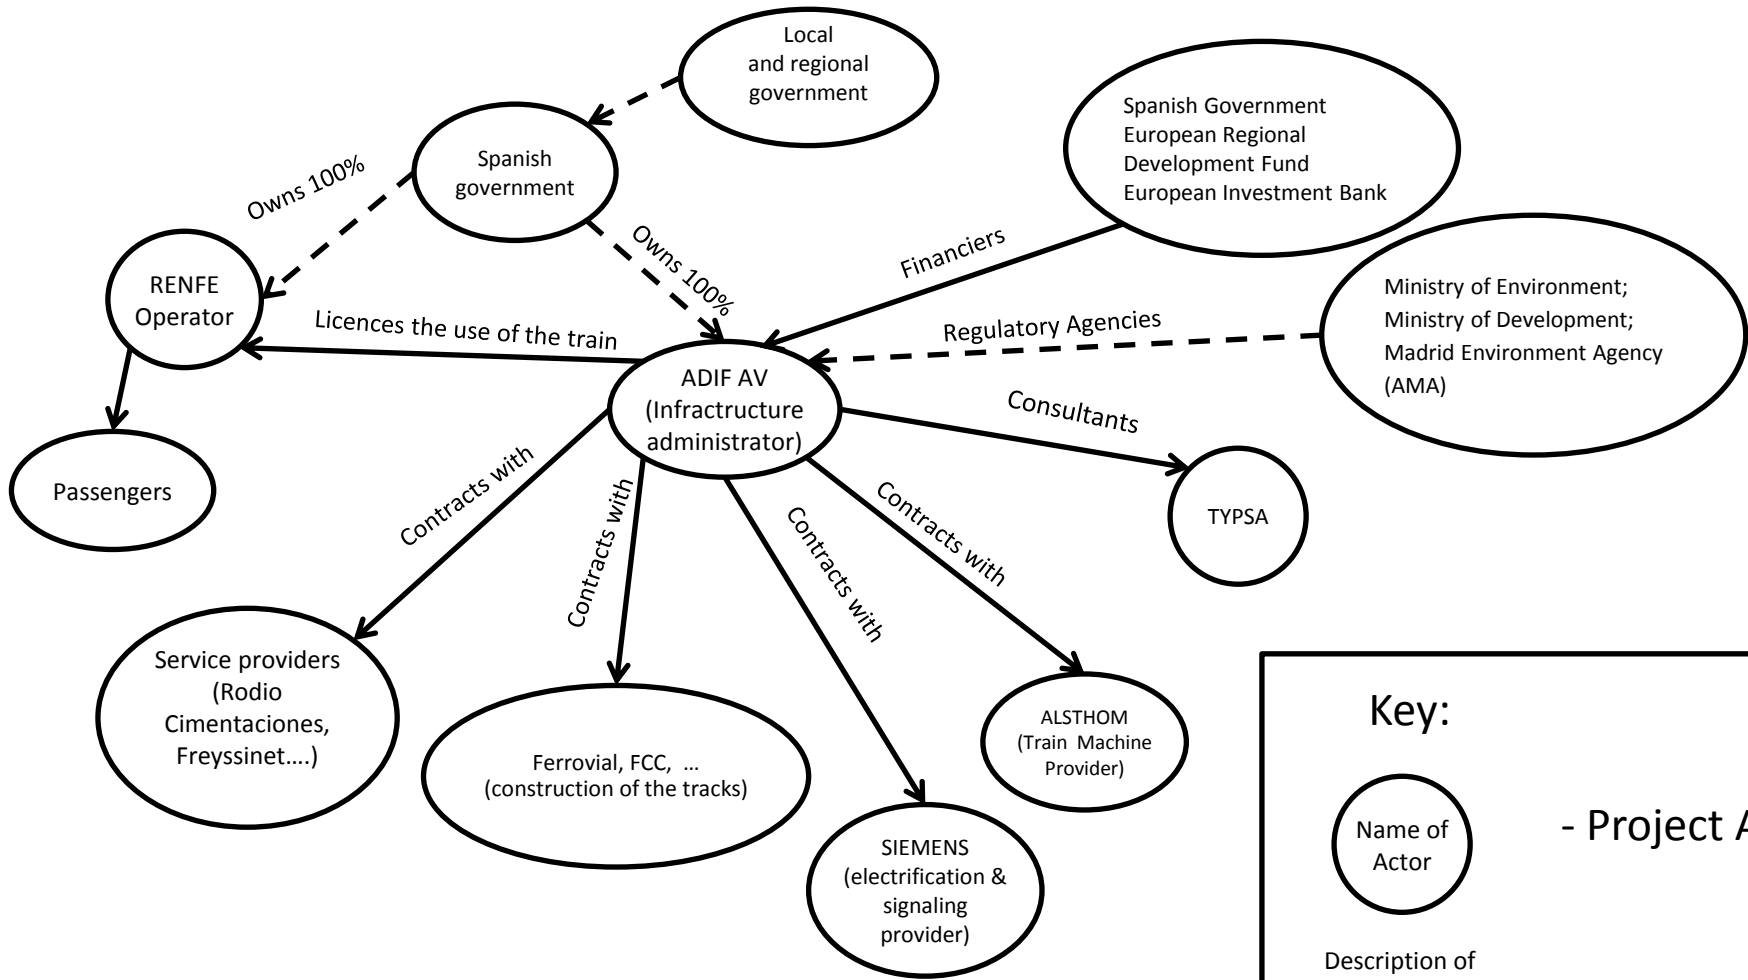 Local
and regional
government
Spanish
government
Spanish Government
European Regional
Development Fund
European Investment Bank
Owns 100%
Owns 100%
Financiers
RENFE
Operator
Ministry of Environment;
Ministry of Development;
Madrid Environment Agency
(AMA)
Licences the use of the train
Regulatory Agencies
ADIF AV
(Infractructure
administrator)
Consultants
Passengers
TYPSA
Contracts with
Contracts with
Contracts with
Contracts with
Service providers
(Rodio
Cimentaciones,
Freyssinet....)
Ferrovial, FCC, ...
(construction of the tracks)
ALSTHOM
(Train Machine
Provider)
SIEMENS
(electrification &
signaling
provider)
Key:
Name of
Actor
- Project A
Description of